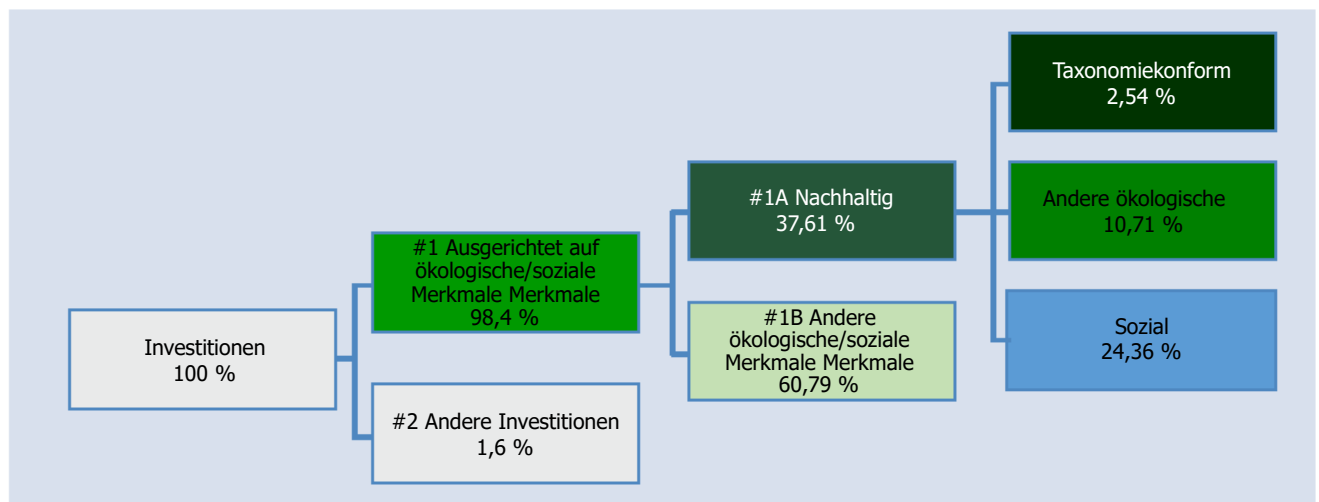 Investitionen
100 %
#1 Ausgerichtet auf
ökologische/soziale
Merkmale Merkmale
98,4 %
#2 Andere Investitionen
1,6 %
#1A Nachhaltig
37,61 %
#1B Andere
ökologische/soziale
Merkmale Merkmale
60,79 %
Taxonomiekonform
2,54 %
Andere ökologische
10,71 %
Sozial
24,36 %